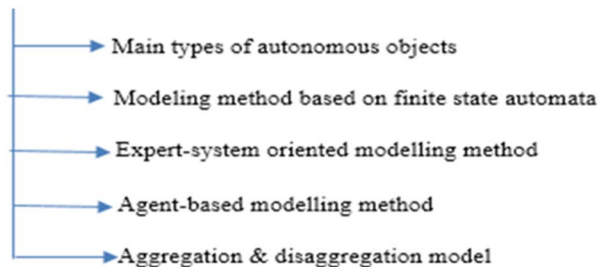 Main types of autonomous objects
Modeling method based on finite state automata
Expert-system oriented modelling method
Agent-based modelling method
Aggregation & disaggregation model